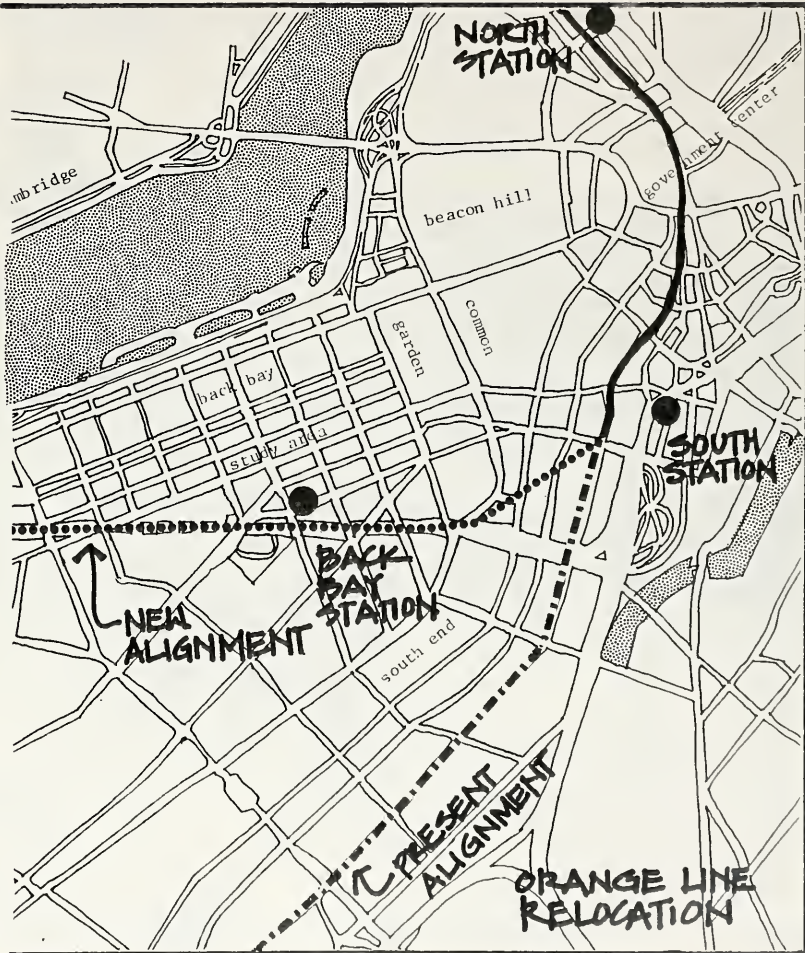 NORTH
STATION
government center
mbridge
beacon hill
common
garden
back bay
study area
SOUTH
STATION
BACK
BAY
STATION
NEW
ALIGNMENT
south end
PRESENT
ALIGNMENT
ORANGE LINE
RELOCATION